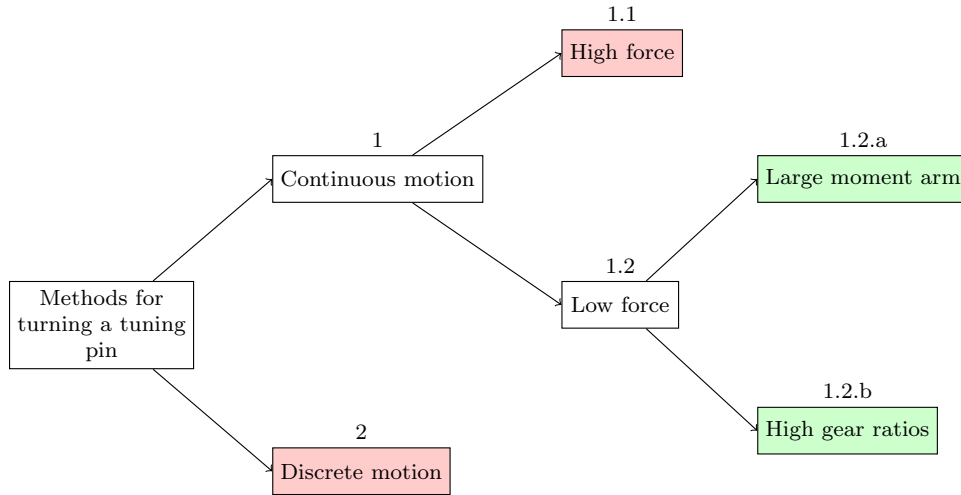 1.1
High force
1
Continuous motion
1.2.a
Large moment arm
1.2
Low force
Methods for
turning a tuning
pin
1.2.b
High gear ratios
2
Discrete motion